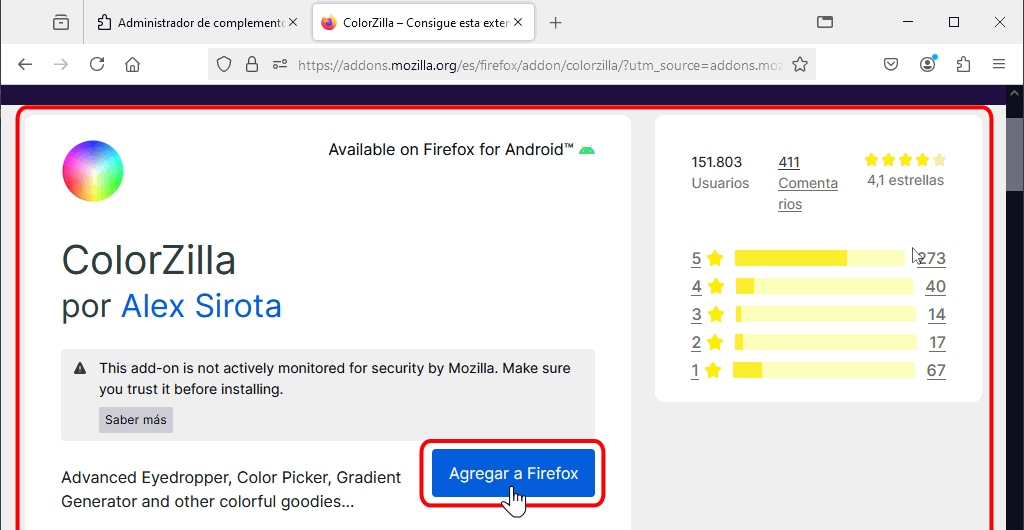 Administrador de complement
ColorZilla – Consigue esta exten
https://addons.mozilla.org/es/firefox/addon/colorzilla/?utm_source=addons.moz
Available on Firefox for Android™
ColorZilla
por Alex Sirota
This add-on is not actively monitored for security by Mozilla. Make sure
you trust it before installing.
Saber más
Advanced Eyedropper, Color Picker, Gradient
Generator and other colorful goodies...
Agregar a Firefox
151.803
Usuarios
411
Comenta
rios
4,1 estrellas
5 273
4 40
3 14
2 17
1 67